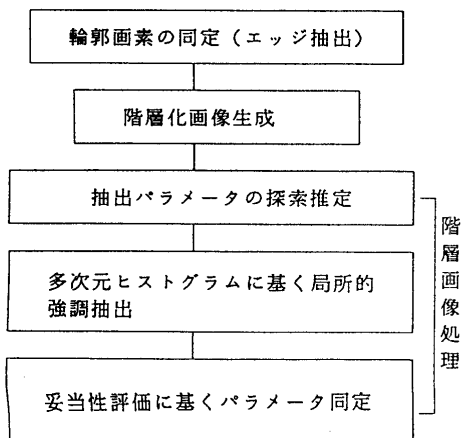 輪郭画素の同定（エッジ抽出）
階層化画像生成
抽出パラメータの探索推定
多次元ヒストグラムに基く局所的
強調抽出
妥当性評価に基くパラメータ同定
階層画像処理